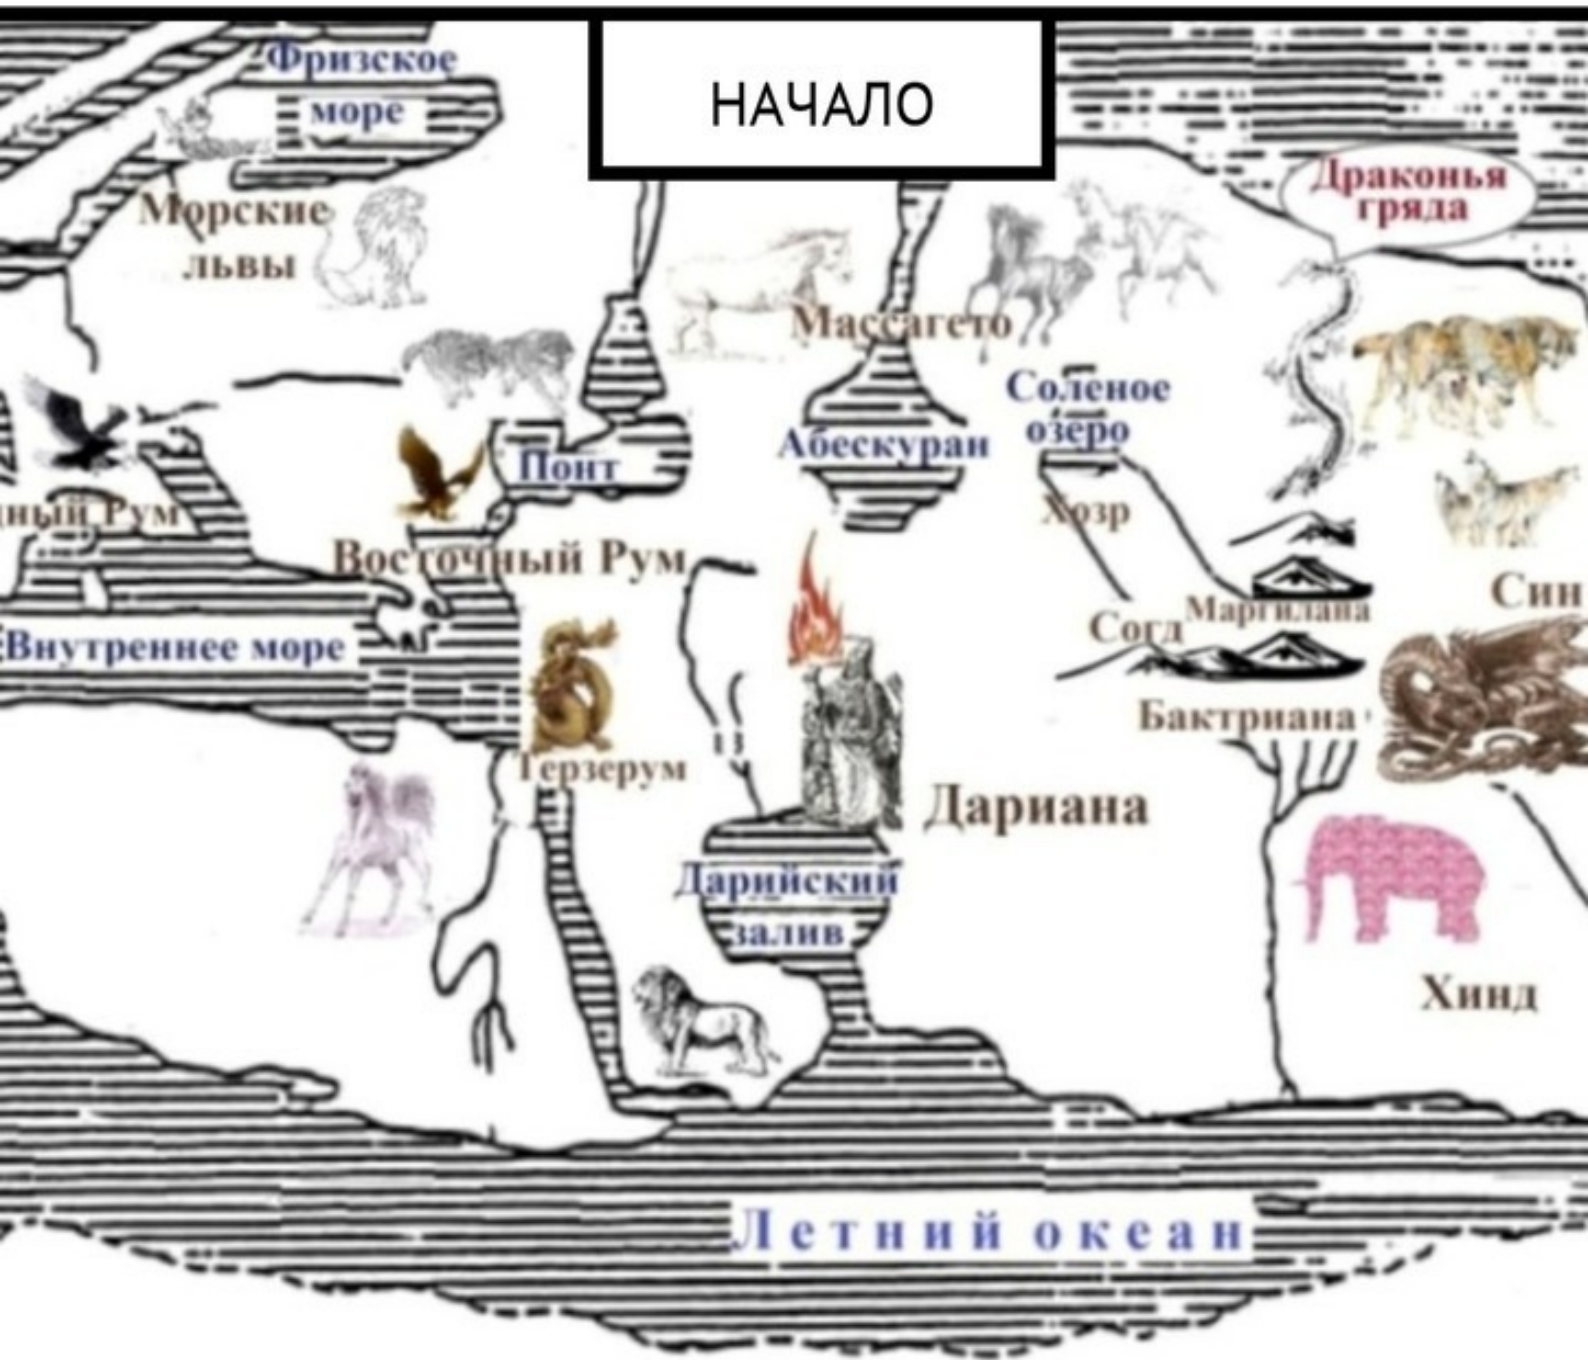 НАЧАЛО
Фризское
море
Драконья
гряда
Морские
львы
Массагето
Соленое
озеро
Абескуран
Понт
Хозр
Рум
Восточный Рум
Син
Маргилана
Согд
Внутреннее море
Бактриана
Терзерум
Дариана
Дарийский
залив
Хинд
Летний океан